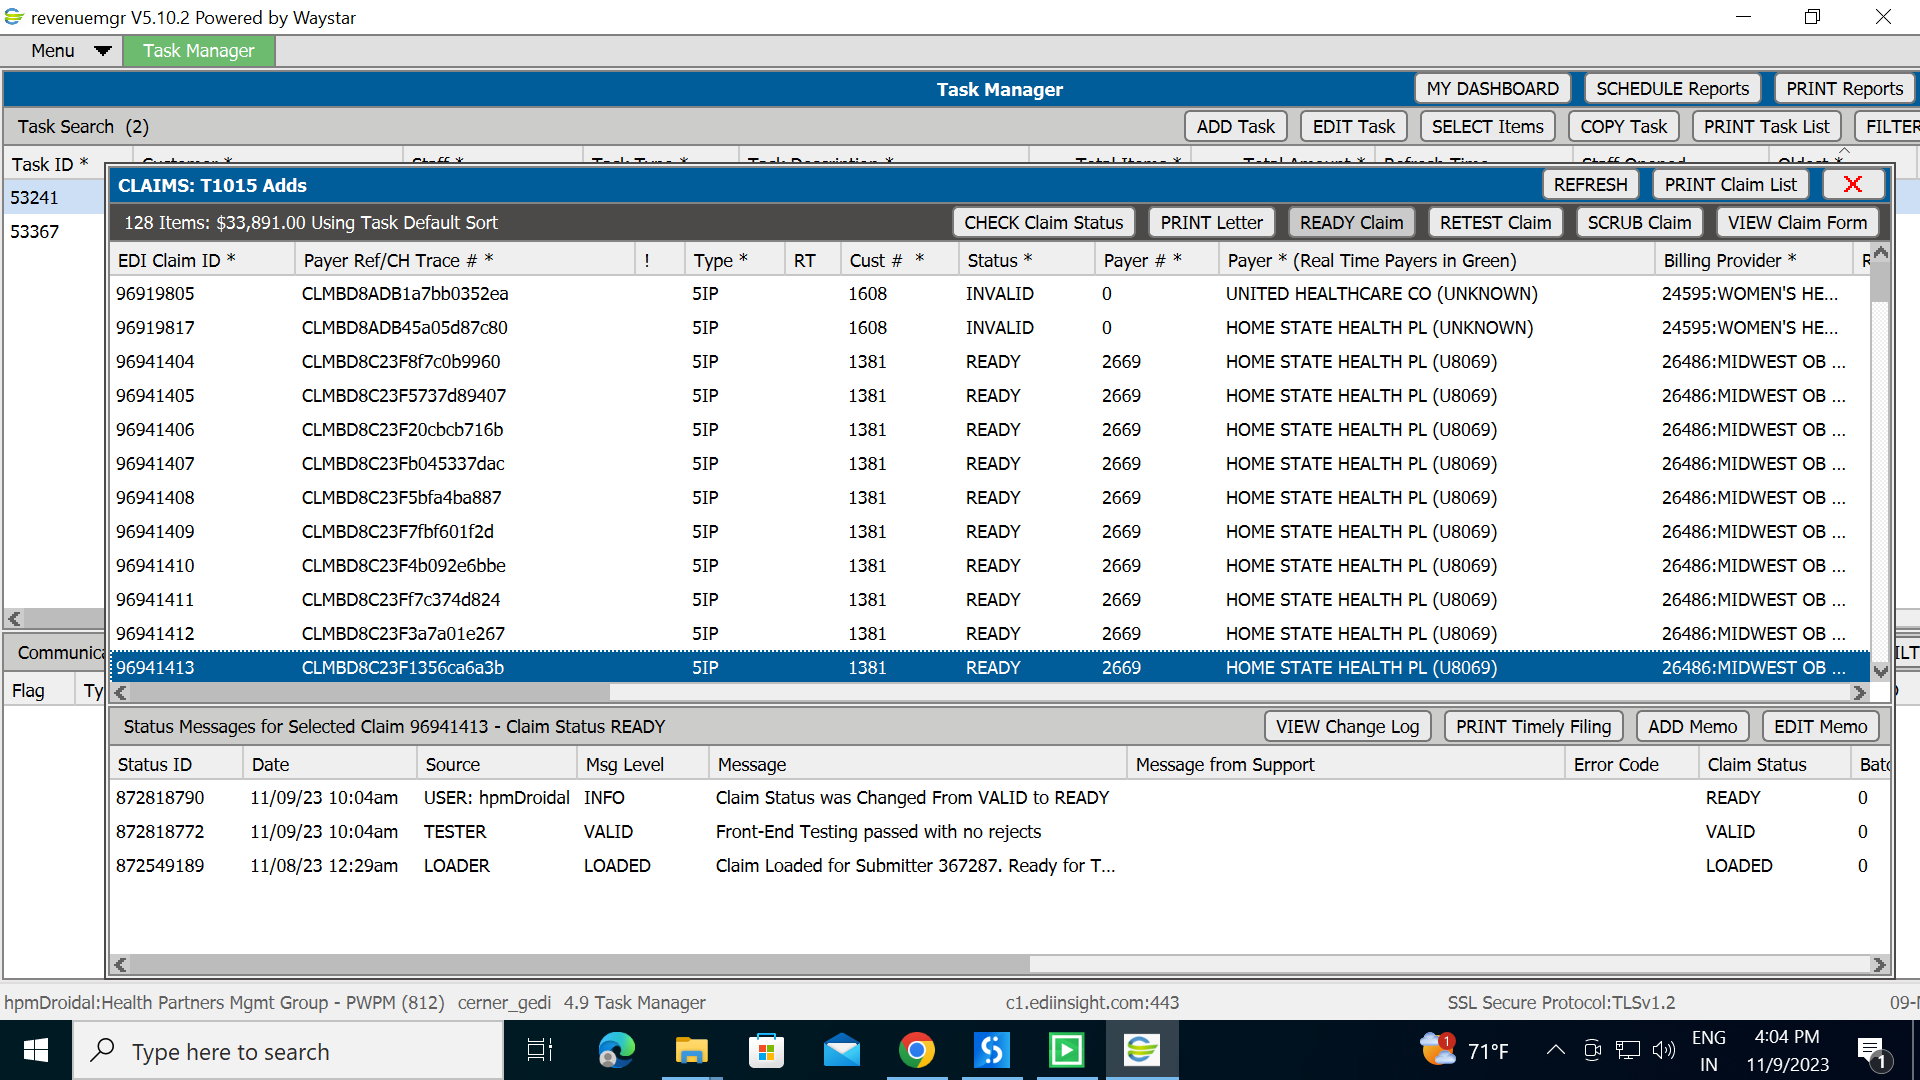 revenuemgr V5.10.2 Powered by Waystar
Menu Task Manager
Task Manager MY DASHBOARD SCHEDULE Reports PRINT Reports
Task Search (2) ADD Task EDIT Task SELECT Items COPY Task PRINT Task List FILTER
Task ID * Customer * Staff * Task Type * Task Description * Total Items * Total Amount * Refresh Time Staff Opened Oldest *
53241
53367
CLAIMS: T1015 Adds REFRESH PRINT Claim List
128 Items: $33,891.00 Using Task Default Sort CHECK Claim Status PRINT Letter READY Claim RETEST Claim SCRUB Claim VIEW Claim Form
EDI Claim ID * Payer Ref/CH Trace # * ! Type * RT Cust # * Status * Payer # * Payer * (Real Time Payers in Green) Billing Provider *
96919805 CLMBD8ADB1a7bb0352ea 5IP 1608 INVALID 0 UNITED HEALTHCARE CO (UNKNOWN) 24595:WOMEN'S HE...
96919817 CLMBD8ADB45a05d87c80 5IP 1608 INVALID 0 HOME STATE HEALTH PL (UNKNOWN) 24595:WOMEN'S HE...
96941404 CLMBD8C23F8f7c0b9960 5IP 1381 READY 2669 HOME STATE HEALTH PL (U8069) 26486:MIDWEST OB ...
96941405 CLMBD8C23F5737d89407 5IP 1381 READY 2669 HOME STATE HEALTH PL (U8069) 26486:MIDWEST OB ...
96941406 CLMBD8C23F20cbcb716b 5IP 1381 READY 2669 HOME STATE HEALTH PL (U8069) 26486:MIDWEST OB ...
96941407 CLMBD8C23Fb045337dac 5IP 1381 READY 2669 HOME STATE HEALTH PL (U8069) 26486:MIDWEST OB ...
96941408 CLMBD8C23F5bfa4ba887 5IP 1381 READY 2669 HOME STATE HEALTH PL (U8069) 26486:MIDWEST OB ...
96941409 CLMBD8C23F7fbf601f2d 5IP 1381 READY 2669 HOME STATE HEALTH PL (U8069) 26486:MIDWEST OB ...
96941410 CLMBD8C23F4b092e6bbe 5IP 1381 READY 2669 HOME STATE HEALTH PL (U8069) 26486:MIDWEST OB ...
96941411 CLMBD8C23Ff7c374d824 5IP 1381 READY 2669 HOME STATE HEALTH PL (U8069) 26486:MIDWEST OB ...
96941412 CLMBD8C23F3a7a01e267 5IP 1381 READY 2669 HOME STATE HEALTH PL (U8069) 26486:MIDWEST OB ...
96941413 CLMBD8C23F1356ca6a3b 5IP 1381 READY 2669 HOME STATE HEALTH PL (U8069) 26486:MIDWEST OB ...
Communica
Flag Ty
Status Messages for Selected Claim 96941413 - Claim Status READY VIEW Change Log PRINT Timely Filing ADD Memo EDIT Memo
Status ID Date Source Msg Level Message Message from Support Error Code Claim Status Batc
872818790 11/09/23 10:04am USER: hpmDroidal INFO Claim Status was Changed From VALID to READY READY 0
872818772 11/09/23 10:04am TESTER VALID Front-End Testing passed with no rejects VALID 0
872549189 11/08/23 12:29am LOADER LOADED Claim Loaded for Submitter 367287. Ready for T... LOADED 0
hpmDroidal:Health Partners Mgmt Group - PWPM (812) cerner_gedi 4.9 Task Manager c1.ediinsight.com:443 SSL Secure Protocol:TLSv1.2 09-
Type here to search 1 71°F ENG IN 4:04 PM 11/9/2023 1